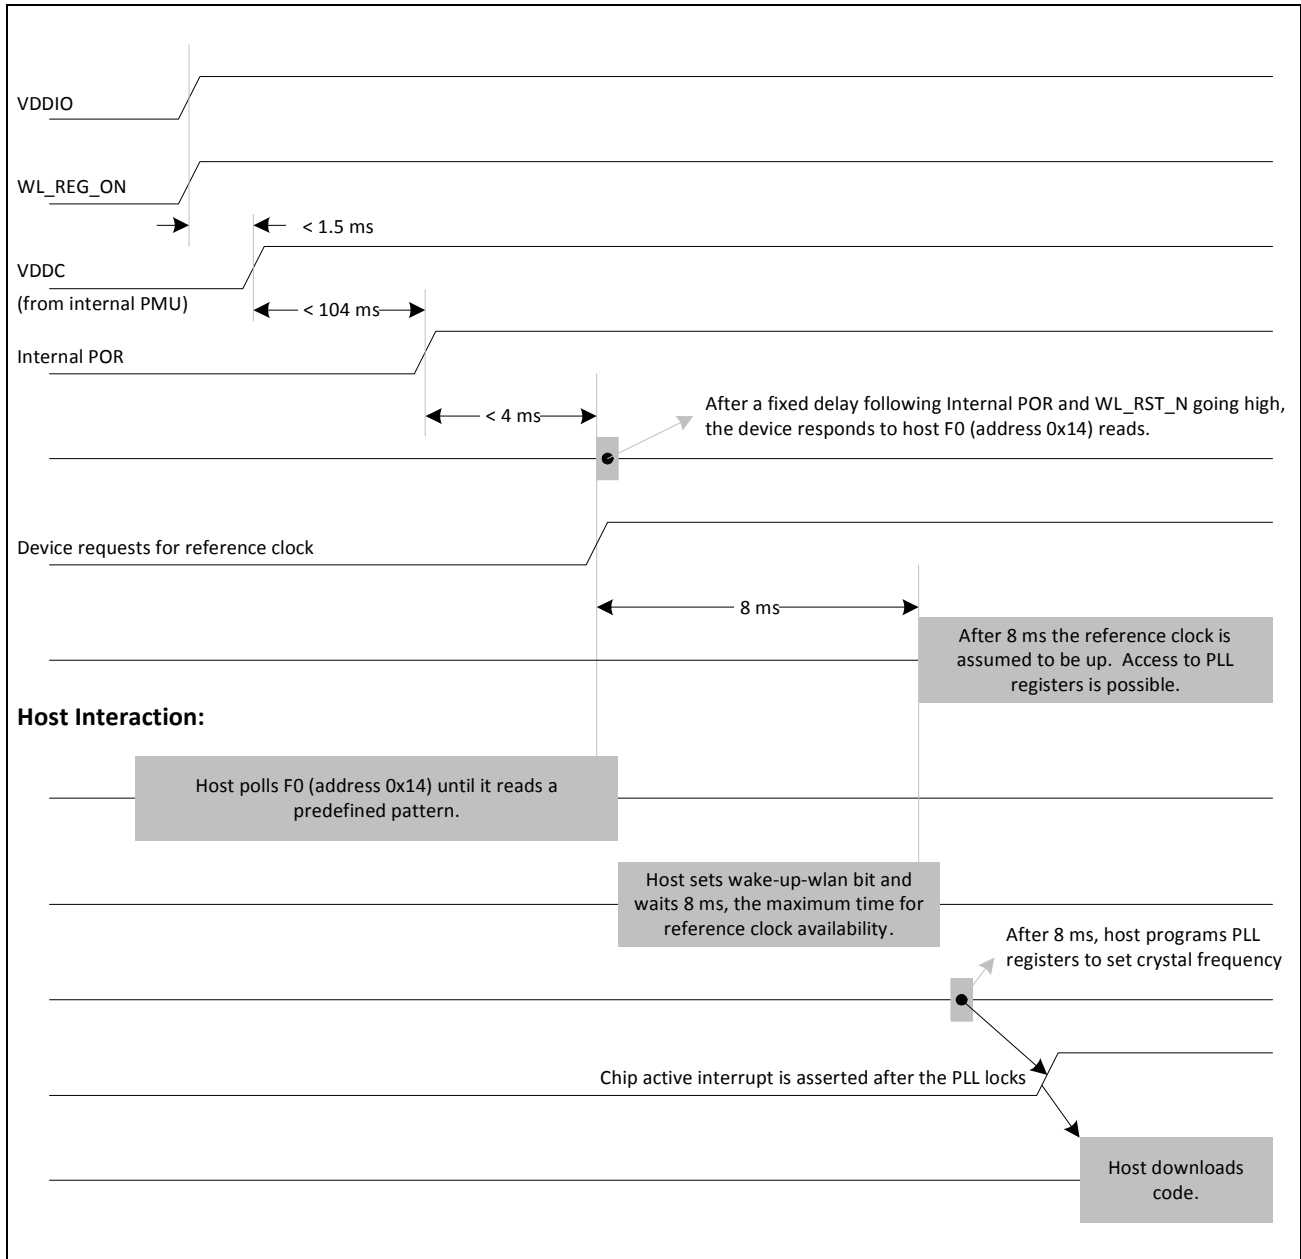 VDDIO
WL_REG_ON
< 1.5 ms
VDDC
(from internal PMU)
< 104 ms
Internal POR
< 4 ms
After a fixed delay following Internal POR and WL_RST_N going high,
the device responds to host F0 (address 0x14) reads.
Device requests for reference clock
8 ms
After 8 ms the reference clock is
assumed to be up. Access to PLL
registers is possible.
Host Interaction:
Host polls F0 (address 0x14) until it reads a
predefined pattern.
Host sets wake-up-wlan bit and
waits 8 ms, the maximum time for
reference clock availability.
After 8 ms, host programs PLL
registers to set crystal frequency
Chip active interrupt is asserted after the PLL locks
Host downloads
code.